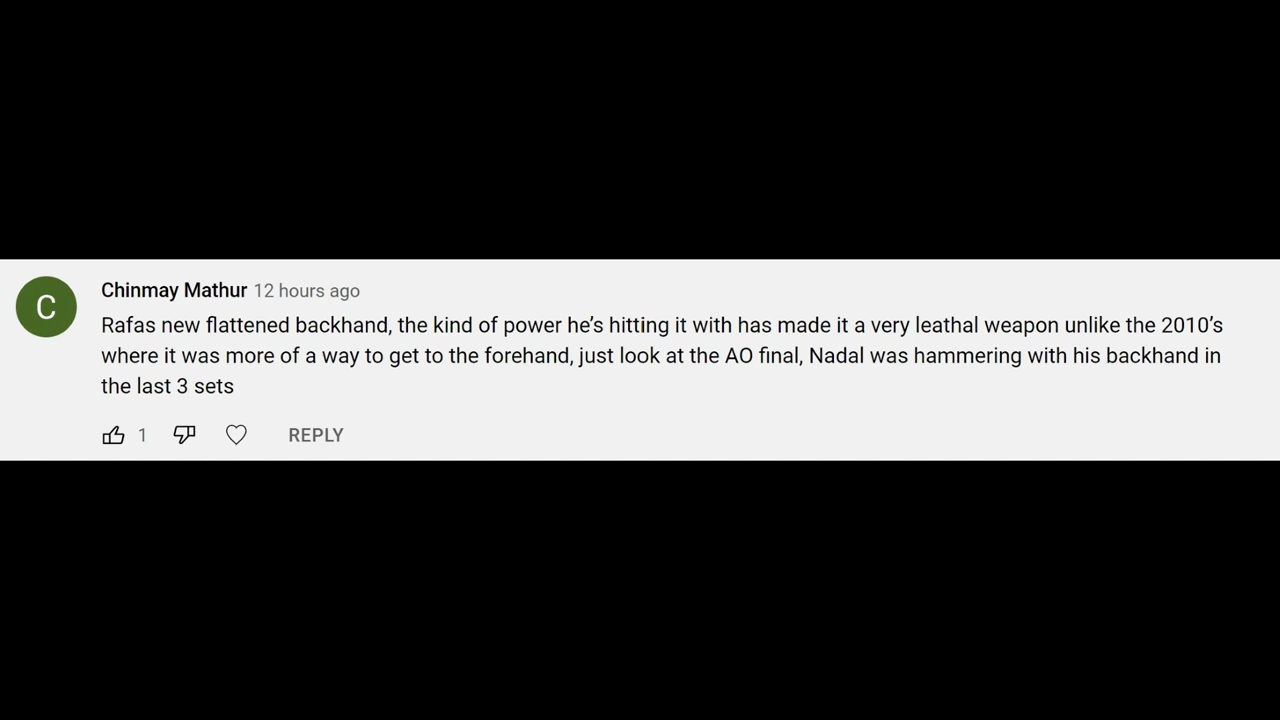 C
Chinmay Mathur 12 hours ago
Rafas new flattened backhand, the kind of power he’s hitting it with has made it a very leathal weapon unlike the 2010’s
where it was more of a way to get to the forehand, just look at the AO final, Nadal was hammering with his backhand in
the last 3 sets
1 REPLY